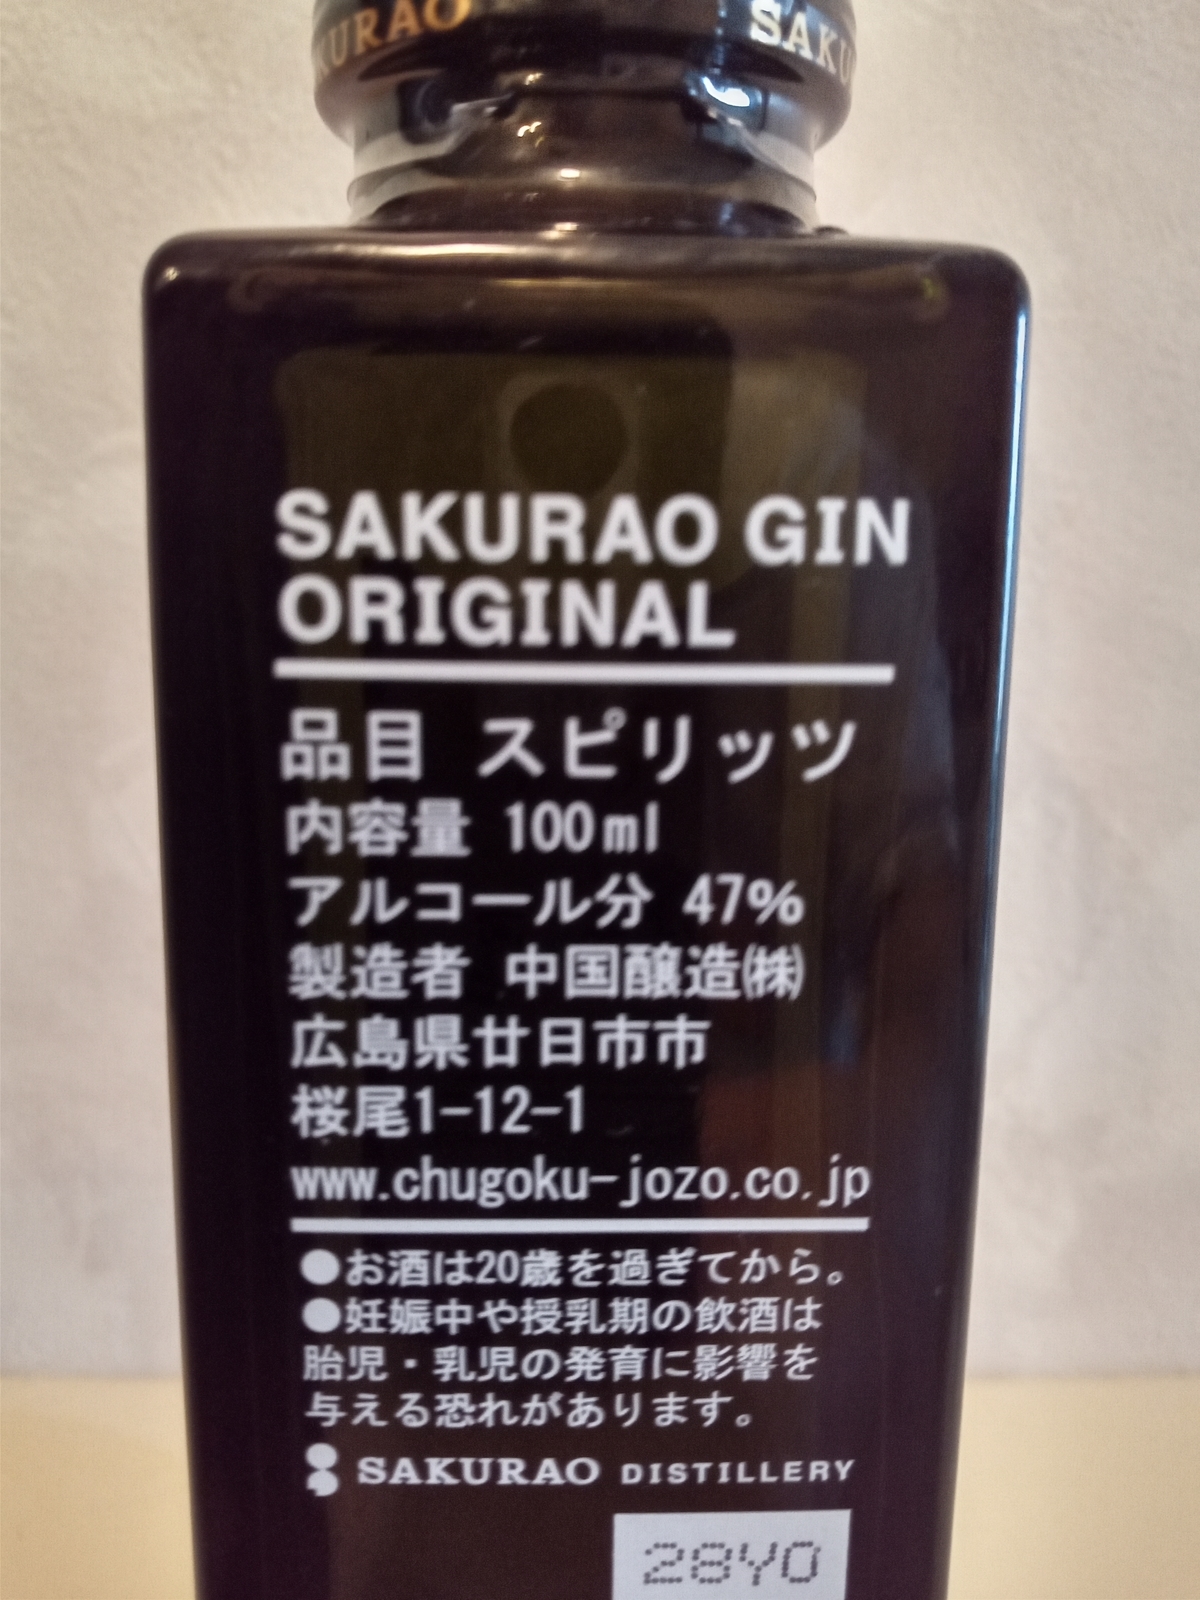 KURAO SAKU
SAKURAO GIN
ORIGINAL
品目 スピリッツ
内容量 100ml
アルコール分 47%
製造者 中国醸造㈱
広島県廿日市市
桜尾1-12-1
www.chugoku-jozo.co.jp
●お酒は20歳を過ぎてから。
●妊娠中や授乳期の飲酒は
胎児・乳児の発育に影響を
与える恐れがあります。
SAKURAO DISTILLERY
28Y0